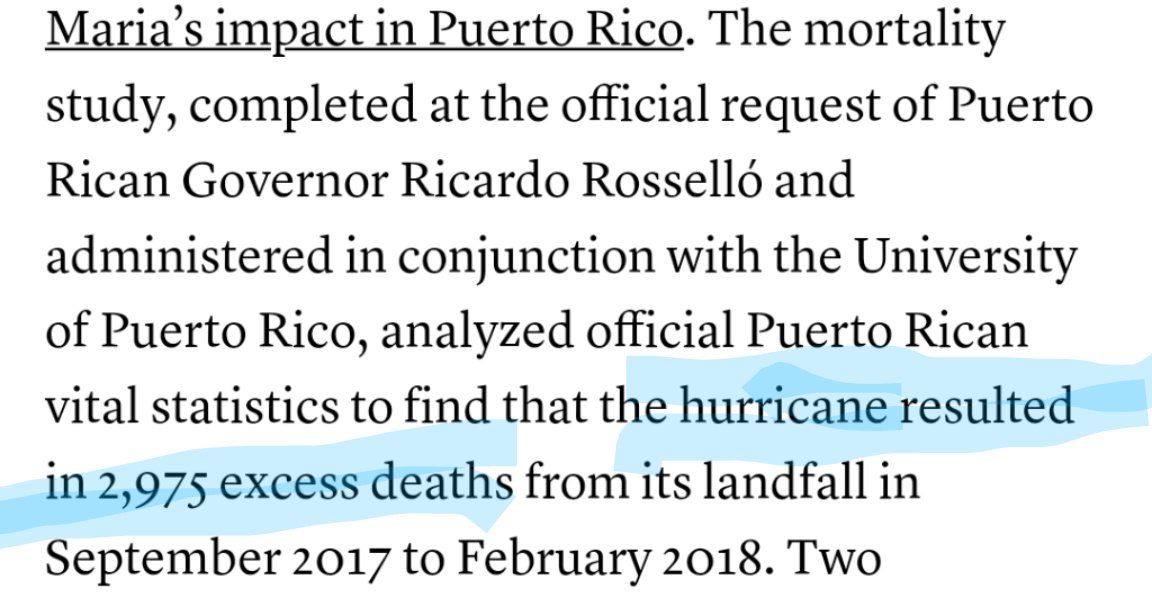 Maria’s impact in Puerto Rico. The mortality
study, completed at the official request of Puerto
Rican Governor Ricardo Rosselló and
administered in conjunction with the University
of Puerto Rico, analyzed official Puerto Rican
vital statistics to find that the hurricane resulted
in 2,975 excess deaths from its landfall in
September 2017 to February 2018. Two